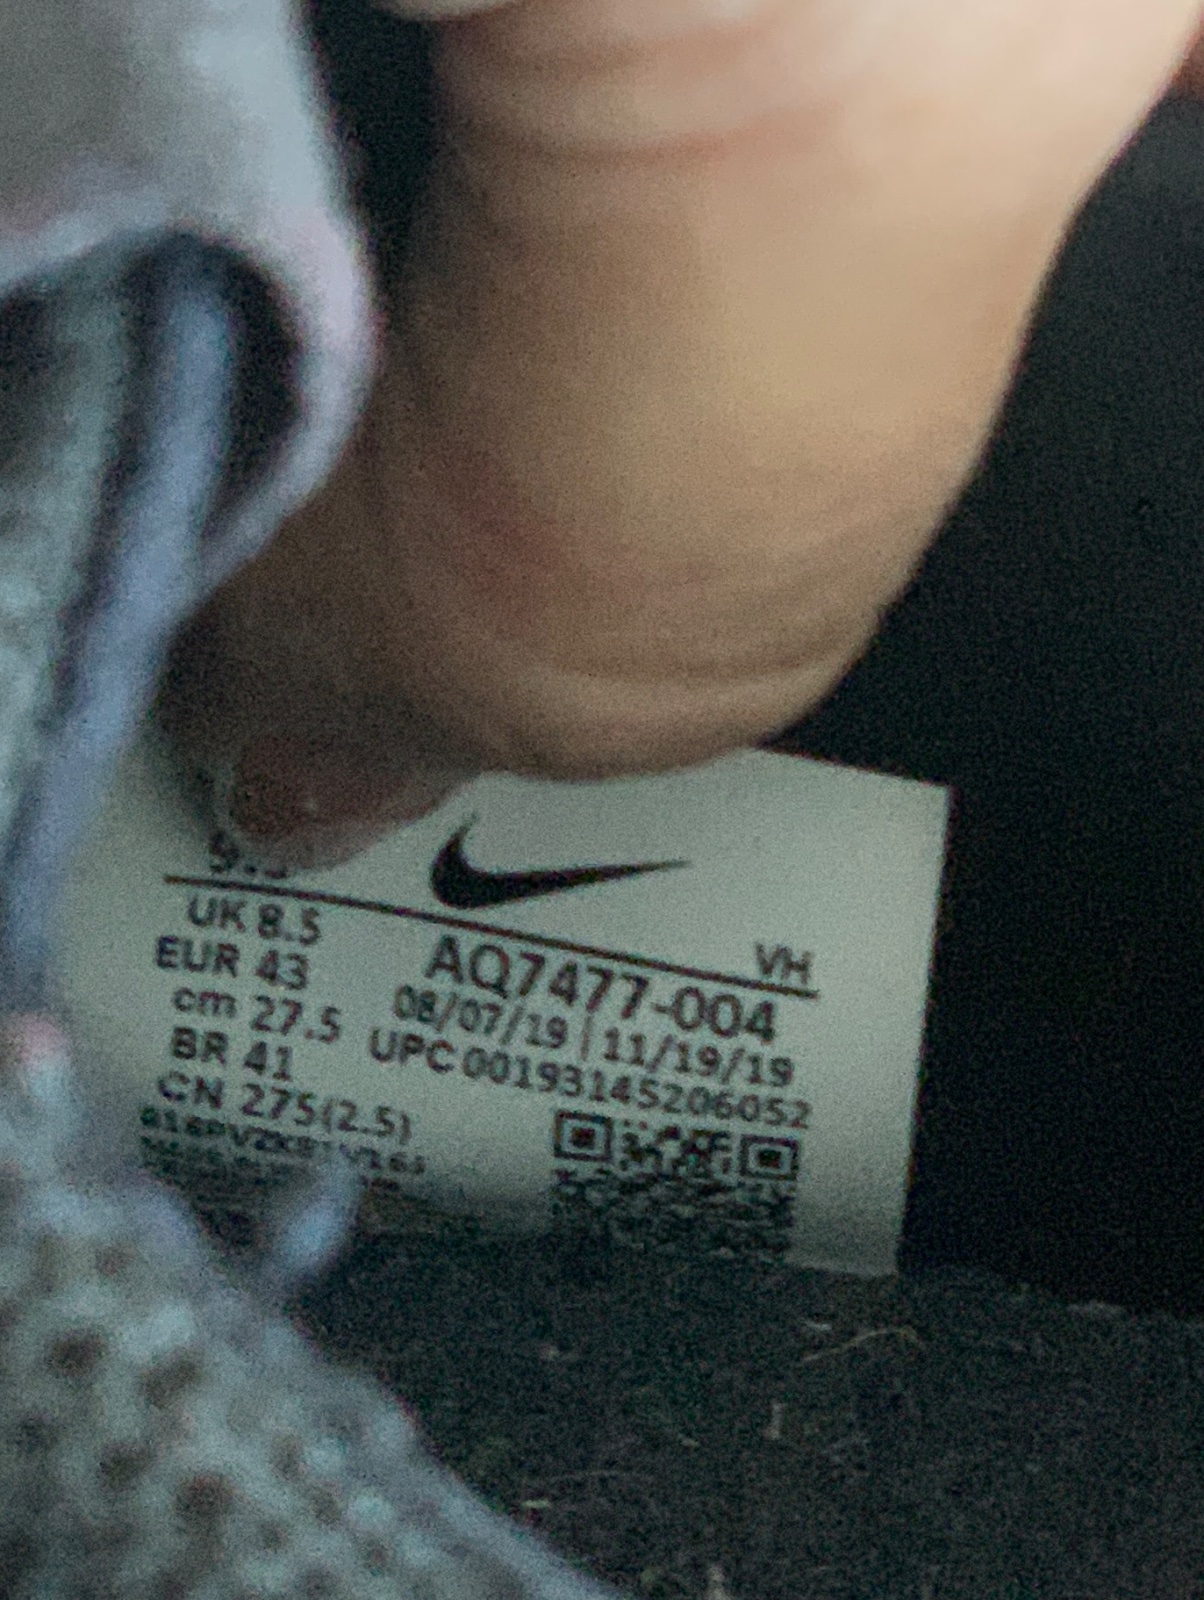 UK 8.5
EUR 43
cm 27.5
BR 41
CN 275(2.5)
VH
AQ7477-004
08/07/19 | 11/19/19
UPC 00193145206052